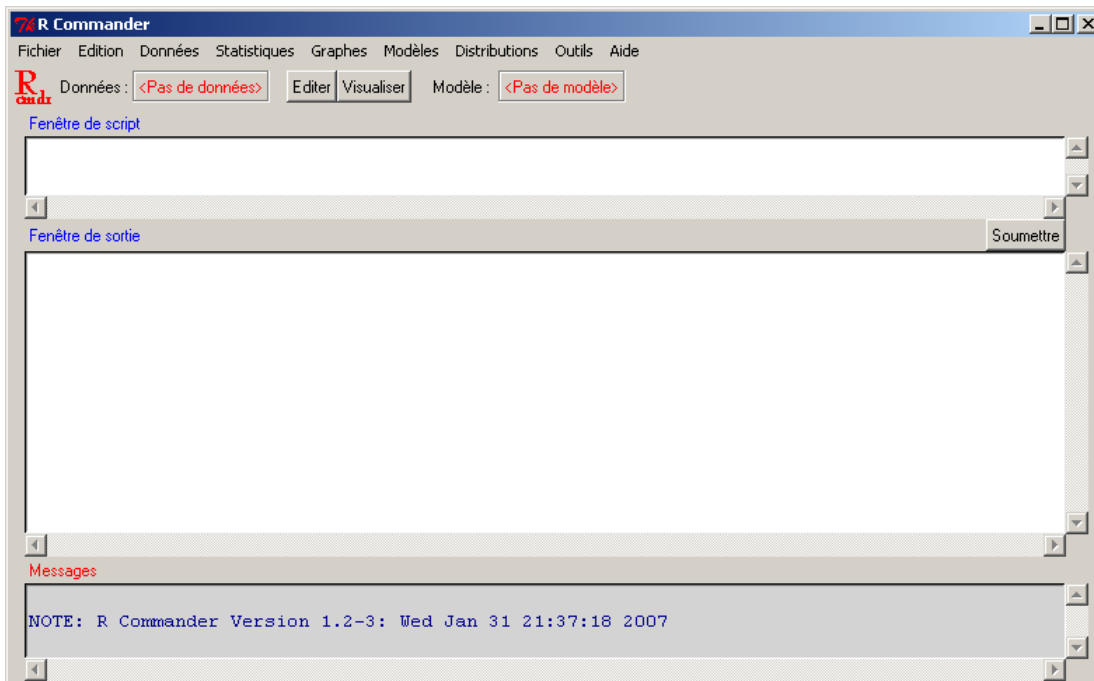 R Commander
Fichier Edition Données Statistiques Graphes Modèles Distributions Outils Aide
R cmdr Données : <Pas de données> Editer Visualiser Modèle : <Pas de modèle>
Fenêtre de script
Fenêtre de sortie Soumettre
Messages
NOTE: R Commander Version 1.2-3: Wed Jan 31 21:37:18 2007